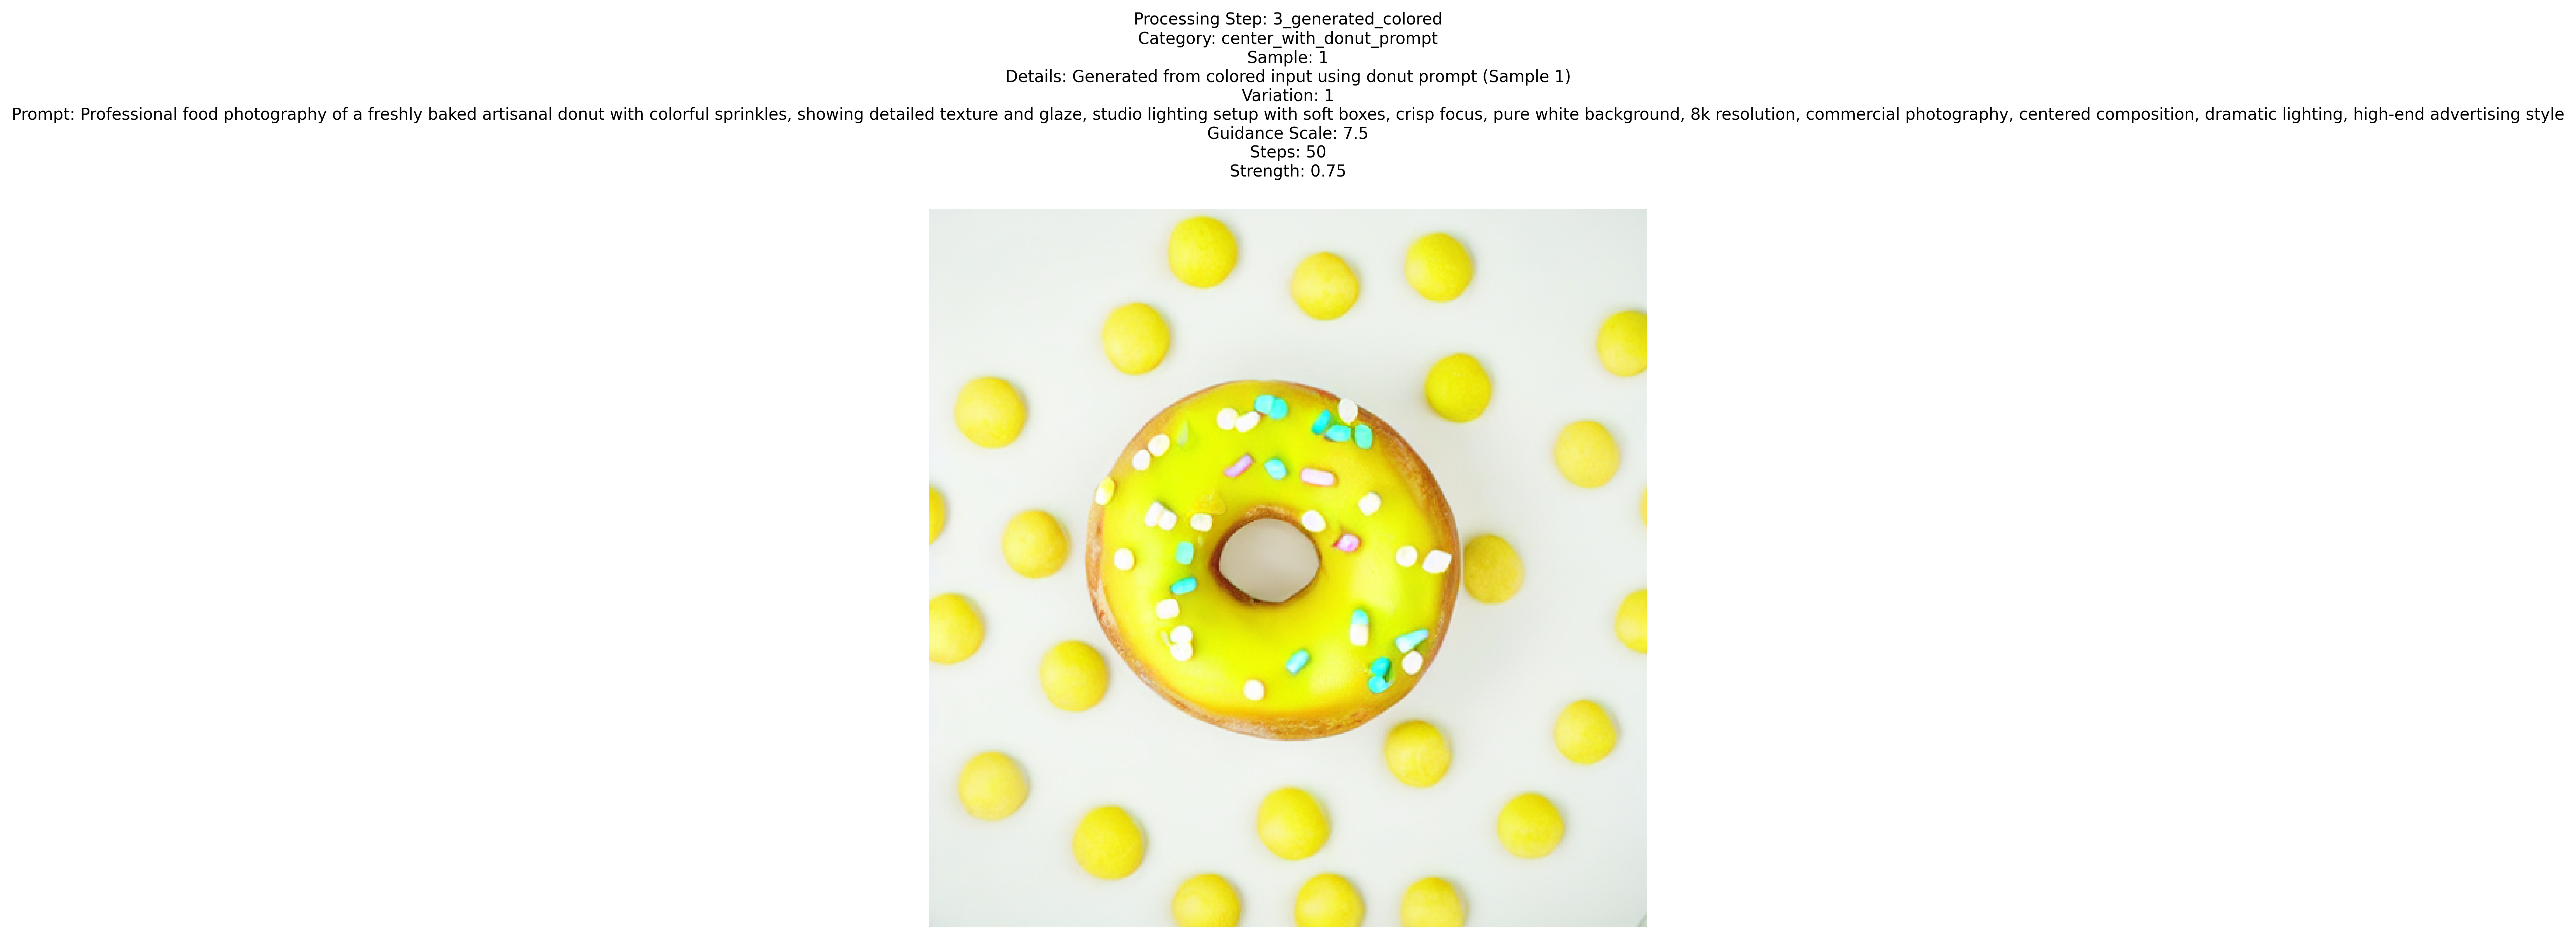 Processing Step: 3_generated_colored
Category: center_with_donut_prompt
Sample: 1
Details: Generated from colored input using donut prompt (Sample 1)
Variation: 1
Prompt: Professional food photography of a freshly baked artisanal donut with colorful sprinkles, showing detailed texture and glaze, studio lighting setup with soft boxes, crisp focus, pure white background, 8k resolution, commercial photography, centered composition, dramatic lighting, high-end advertising style
Guidance Scale: 7.5
Steps: 50
Strength: 0.75